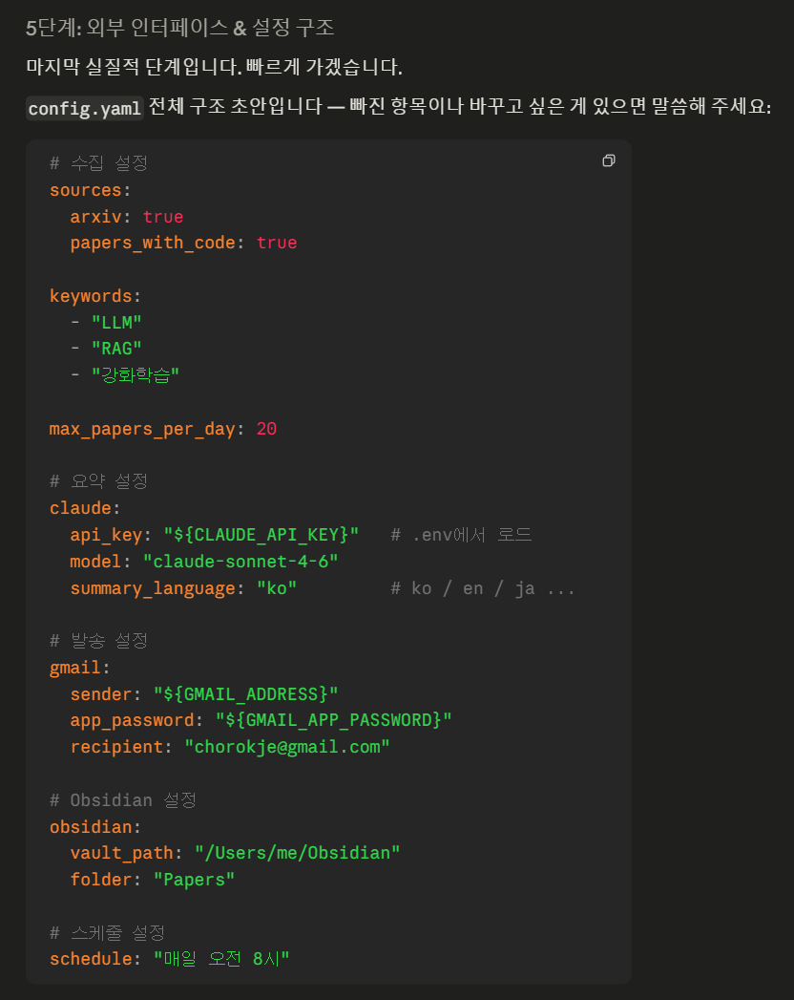 5단계: 외부 인터페이스 & 설정 구조
마지막 실질적 단계입니다. 빠르게 가겠습니다.
config.yaml 전체 구조 초안입니다 — 빠진 항목이나 바꾸고 싶은 게 있으면 말씀해 주세요:
# 수집 설정
sources:
  arxiv: true
  papers_with_code: true
keywords:
  - "LLM"
  - "RAG"
  - "강화학습"
max_papers_per_day: 20
# 요약 설정
claude:
  api_key: "${CLAUDE_API_KEY}"   # .env에서 로드
  model: "claude-sonnet-4-6"
  summary_language: "ko"         # ko / en / ja ...
# 발송 설정
gmail:
  sender: "${GMAIL_ADDRESS}"
  app_password: "${GMAIL_APP_PASSWORD}"
  recipient: "chorokje@gmail.com"
# Obsidian 설정
obsidian:
  vault_path: "/Users/me/Obsidian"
  folder: "Papers"
# 스케줄 설정
schedule: "매일 오전 8시"